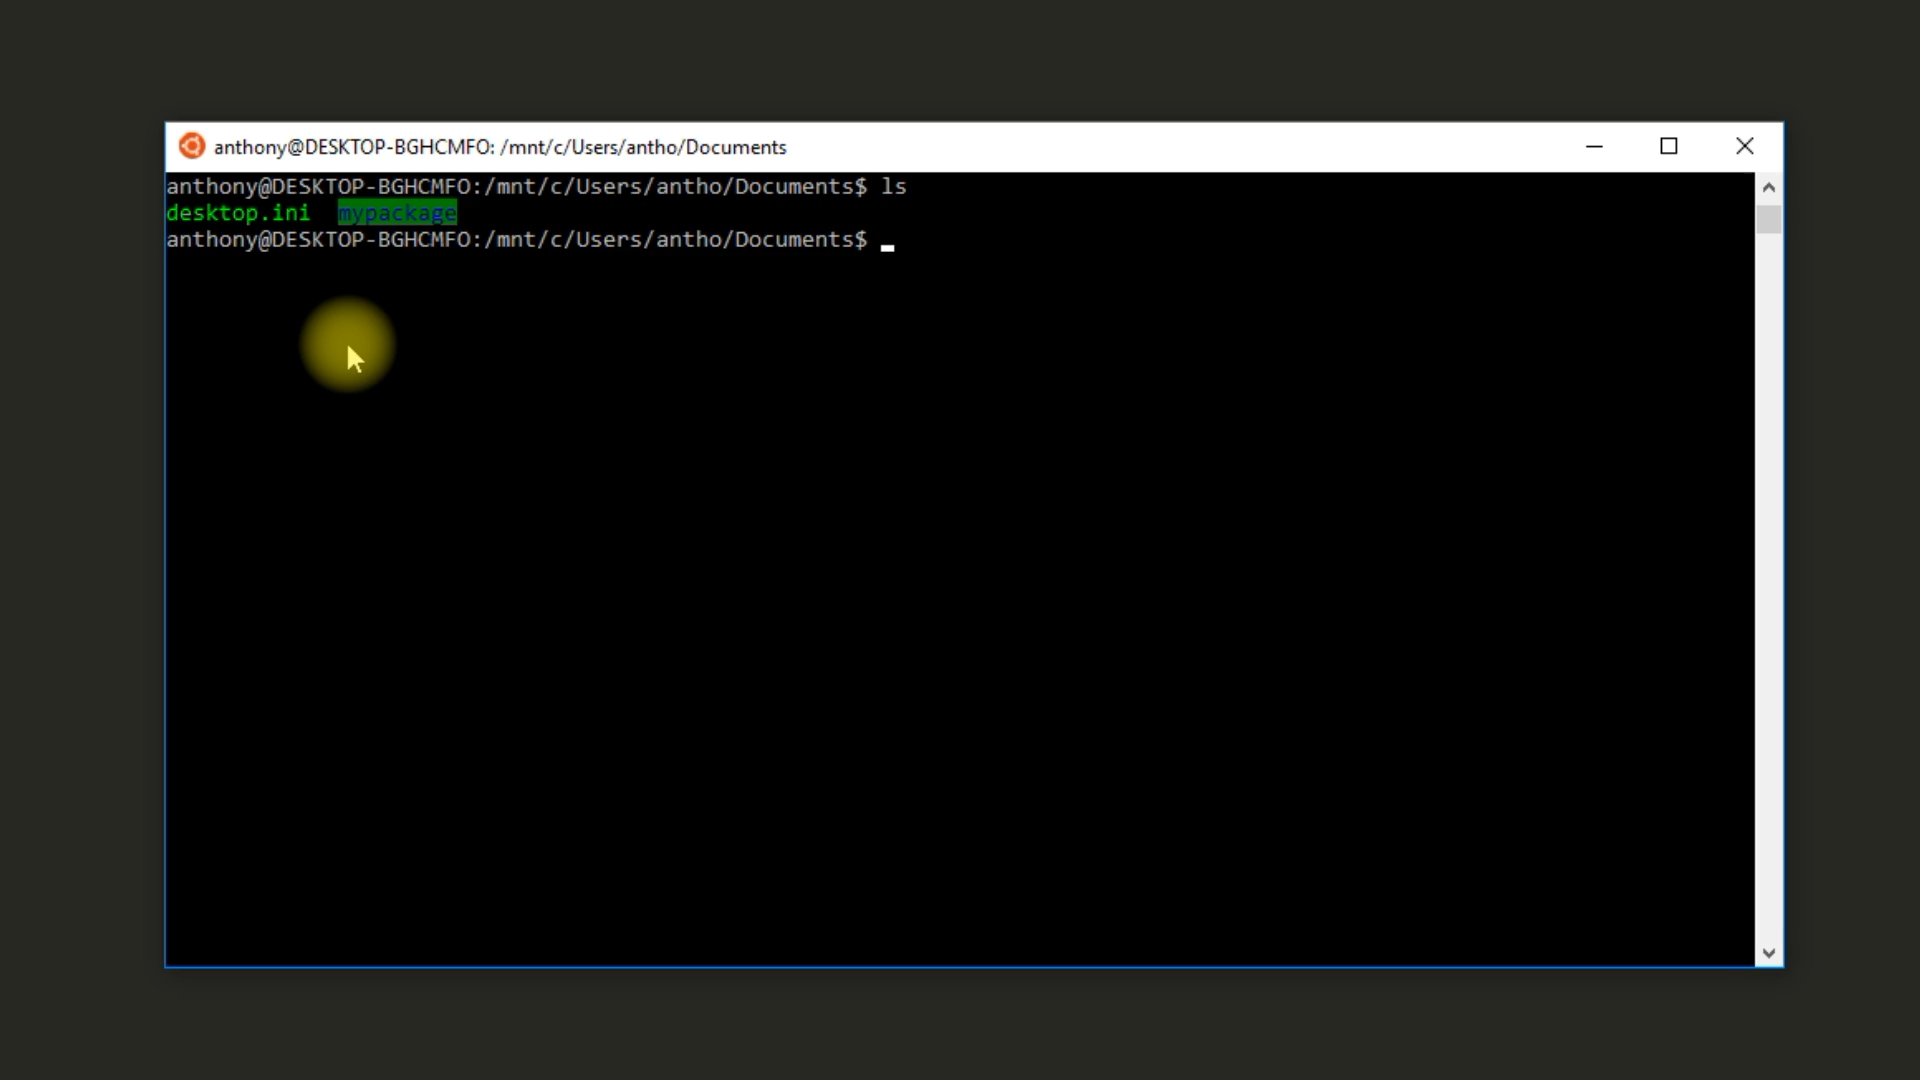 anthony@DESKTOP-BGHCMFO: /mnt/c/Users/antho/Documents
anthony@DESKTOP-BGHCMFO:/mnt/c/Users/antho/Documents$ ls
desktop.ini  mypackage
anthony@DESKTOP-BGHCMFO:/mnt/c/Users/antho/Documents$